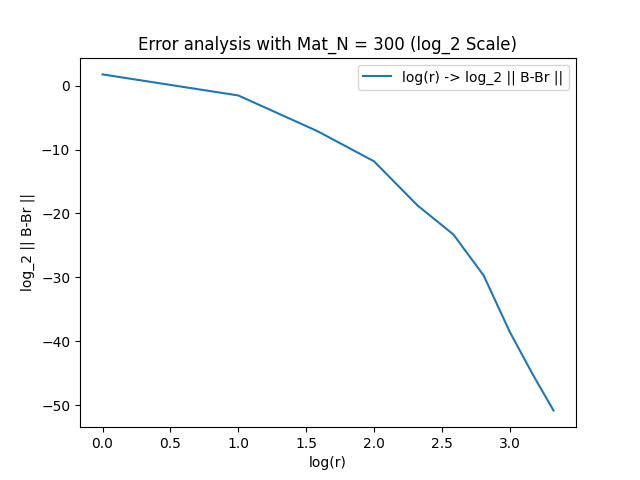 Error analysis with Mat_N = 300 (log_2 Scale)
log(r) -> log_2 || B-Br ||
log_2 || B-Br ||
0
−10
−20
−30
−40
−50
0.0 0.5 1.0 1.5 2.0 2.5 3.0
log(r)